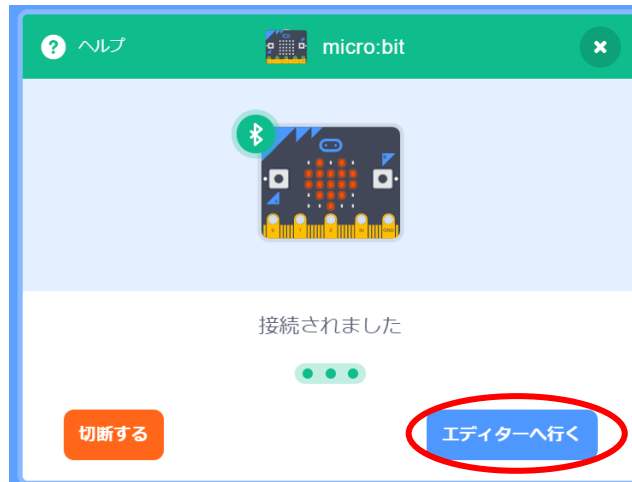 ヘルプ
micro:bit
接続されました
切断する
エディターへ行く